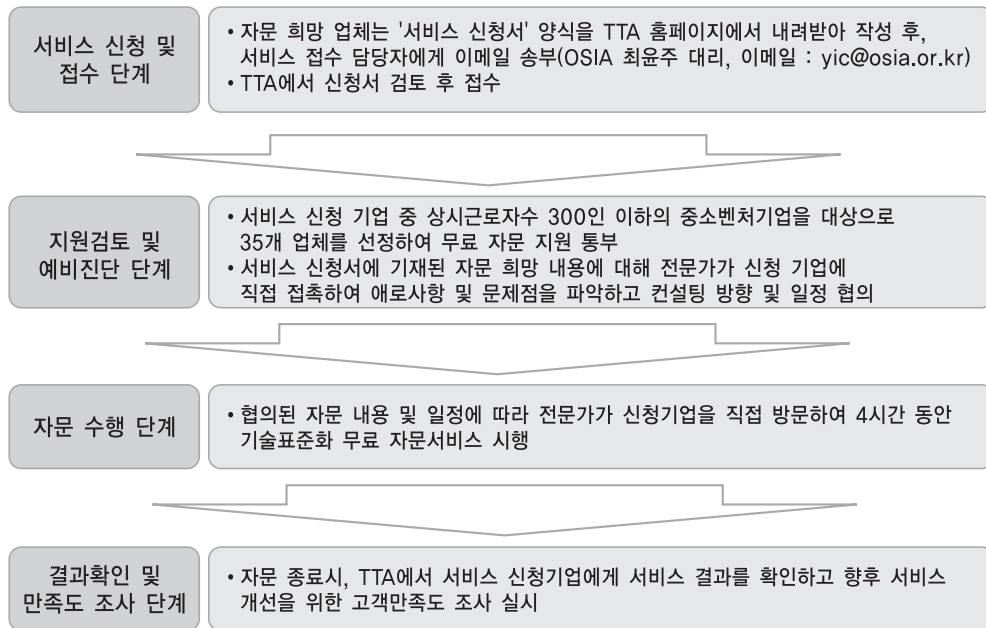 서비스 신청 및
접수 단계
• 자문 희망 업체는 '서비스 신청서' 양식을 TTA 홈페이지에서 내려받아 작성 후,
서비스 접수 담당자에게 이메일 송부(OSIA 최윤주 대리, 이메일 : yic@osia.or.kr)
• TTA에서 신청서 검토 후 접수
지원검토 및
예비진단 단계
• 서비스 신청 기업 중 상시근로자수 300인 이하의 중소벤처기업을 대상으로
35개 업체를 선정하여 무료 자문 지원 통부
• 서비스 신청서에 기재된 자문 희망 내용에 대해 전문가가 신청 기업에
직접 접촉하여 애로사항 및 문제점을 파악하고 컨설팅 방향 및 일정 협의
자문 수행 단계
• 협의된 자문 내용 및 일정에 따라 전문가가 신청기업을 직접 방문하여 4시간 동안
기술표준화 무료 자문서비스 시행
결과확인 및
만족도 조사 단계
• 자문 종료시, TTA에서 서비스 신청기업에게 서비스 결과를 확인하고 향후 서비스
개선을 위한 고객만족도 조사 실시